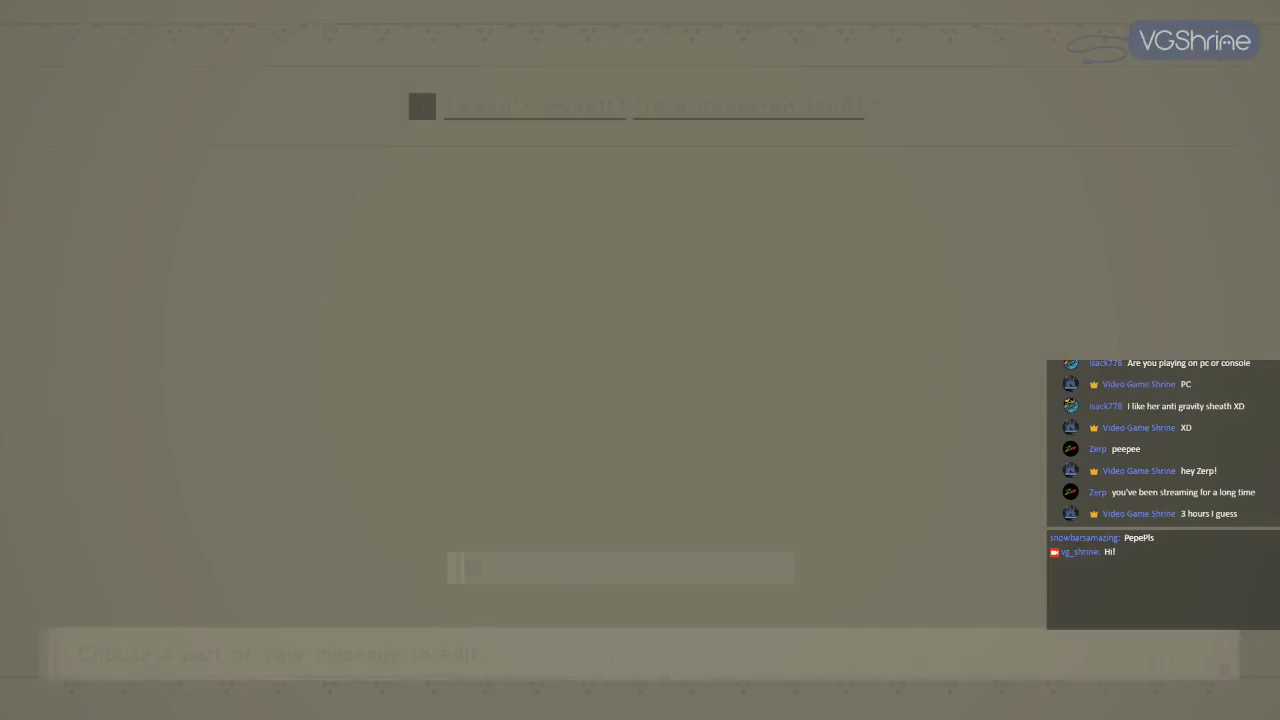 VGShrine
[wasn't myself] [in a deserted land]
isack778 Are you playing on pc or console
Video Game Shrine PC
isack778 I like her anti gravity sheath XD
Video Game Shrine XD
Zerp peepee
Video Game Shrine hey Zerp!
Zerp you've been streaming for a long time
Video Game Shrine 3 hours I guess
snowbarsamazing: PepePls
vg_shrine: Hi!
Choose a part of your message to edit.